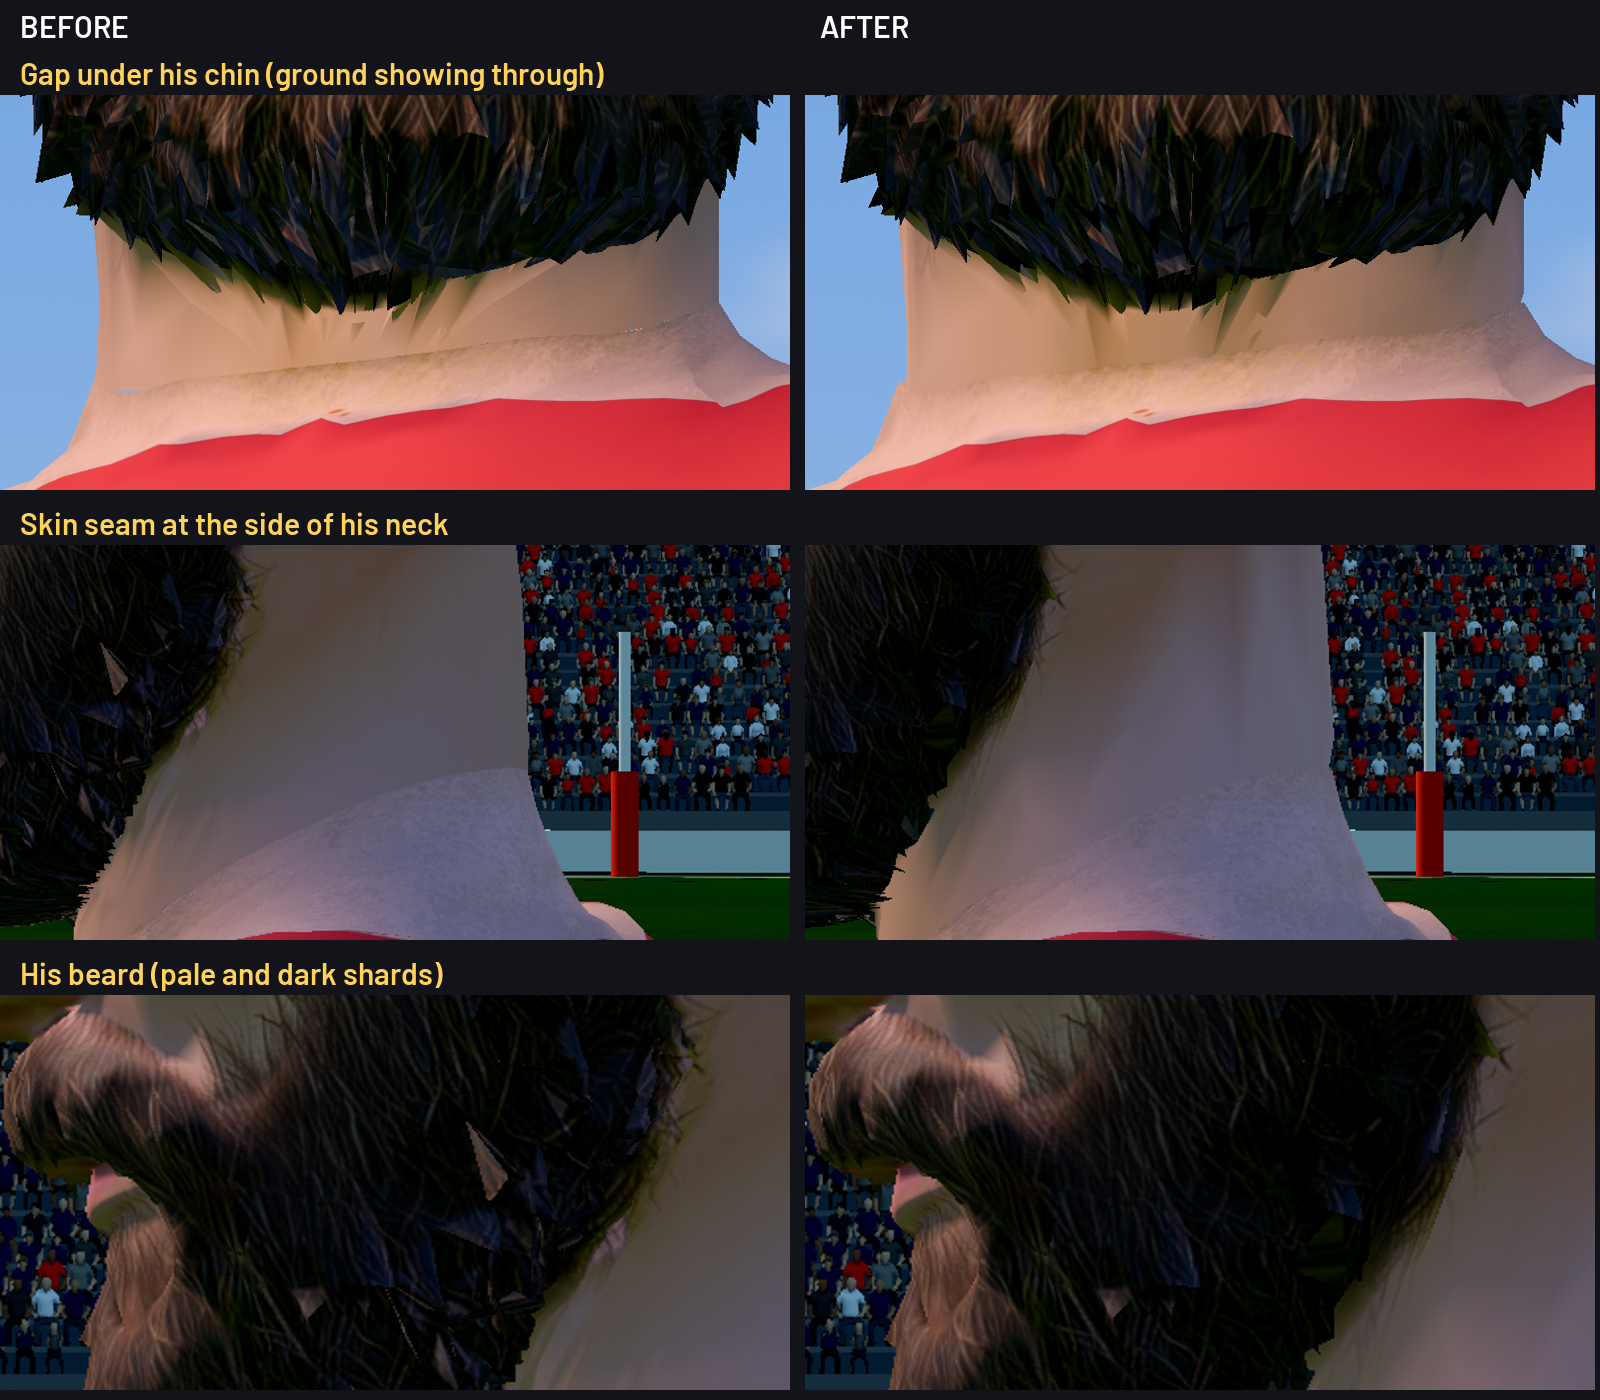 BEFORE
AFTER
Gap under his chin (ground showing through)
Skin seam at the side of his neck
His beard (pale and dark shards)